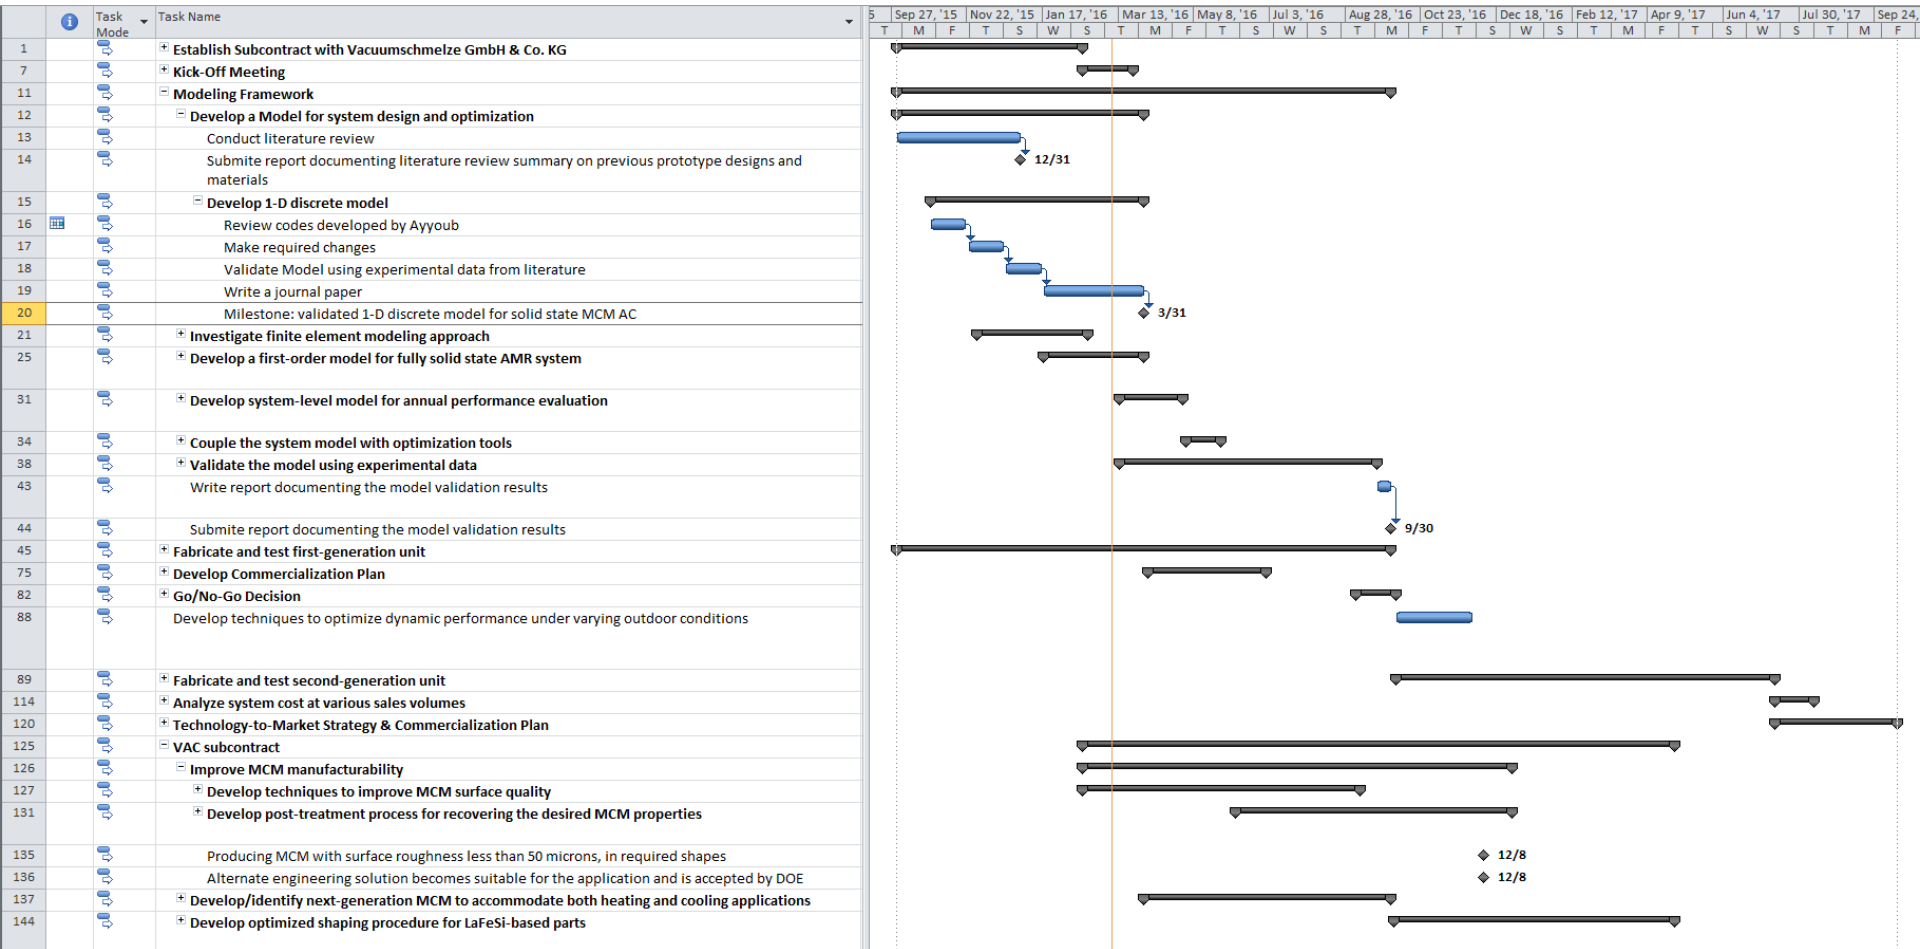 Task Mode Task Name
5 Sep 27, '15 Nov 22, '15 Jan 17, '16 Mar 13, '16 May 8, '16 Jul 3, '16 Aug 28, '16 Oct 23, '16 Dec 18, '16 Feb 12, '17 Apr 9, '17 Jun 4, '17 Jul 30, '17 Sep 24,
T M F T S W S T M F T S W S T M F T S W S T M F T S W S T M F
1 Establish Subcontract with Vacuumschmelze GmbH & Co. KG
7 Kick-Off Meeting
11 Modeling Framework
12 Develop a Model for system design and optimization
13 Conduct literature review
14 Submite report documenting literature review summary on previous prototype designs and
materials
12/31
15 Develop 1-D discrete model
16 Review codes developed by Ayyoub
17 Make required changes
18 Validate Model using experimental data from literature
19 Write a journal paper
20 Milestone: validated 1-D discrete model for solid state MCM AC 3/31
21 Investigate finite element modeling approach
25 Develop a first-order model for fully solid state AMR system
31 Develop system-level model for annual performance evaluation
34 Couple the system model with optimization tools
38 Validate the model using experimental data
43 Write report documenting the model validation results
44 Submite report documenting the model validation results 9/30
45 Fabricate and test first-generation unit
75 Develop Commercialization Plan
82 Go/No-Go Decision
88 Develop techniques to optimize dynamic performance under varying outdoor conditions
89 Fabricate and test second-generation unit
114 Analyze system cost at various sales volumes
120 Technology-to-Market Strategy & Commercialization Plan
125 VAC subcontract
126 Improve MCM manufacturability
127 Develop techniques to improve MCM surface quality
131 Develop post-treatment process for recovering the desired MCM properties
135 Producing MCM with surface roughness less than 50 microns, in required shapes 12/8
136 Alternate engineering solution becomes suitable for the application and is accepted by DOE 12/8
137 Develop/identify next-generation MCM to accommodate both heating and cooling applications
144 Develop optimized shaping procedure for LaFeSi-based parts